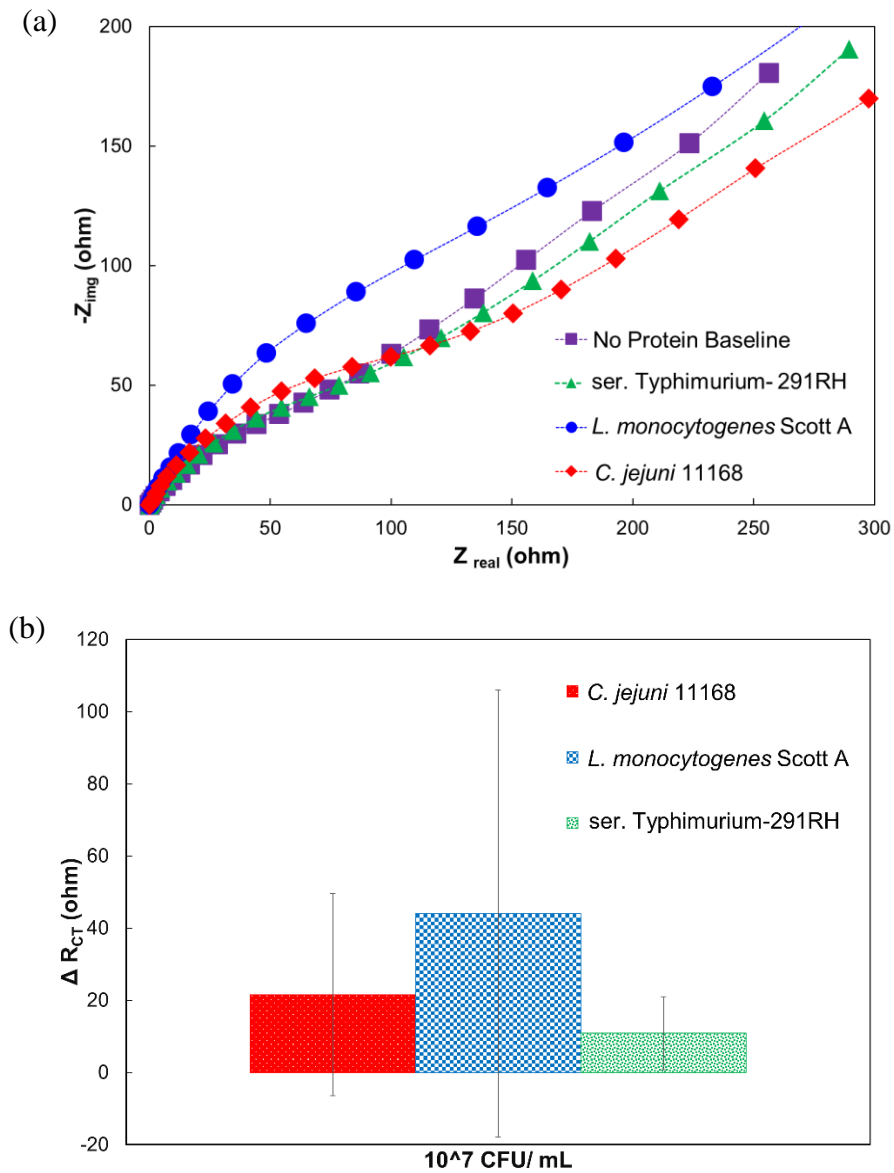 (a)
200
150
100
50
0
-Zimg (ohm)
No Protein Baseline
ser. Typhimurium- 291RH
L. monocytogenes Scott A
C. jejuni 11168
0 50 100 150 200 250 300
Z real (ohm)
(b)
120
100
80
60
40
20
0
-20
Δ RCT (ohm)
C. jejuni 11168
L. monocytogenes Scott A
ser. Typhimurium-291RH
10^7 CFU/ mL